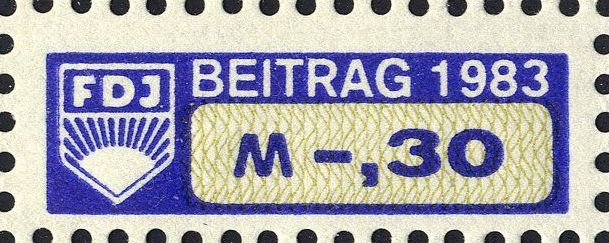 FDJ
BEITRAG 1983
M -,30